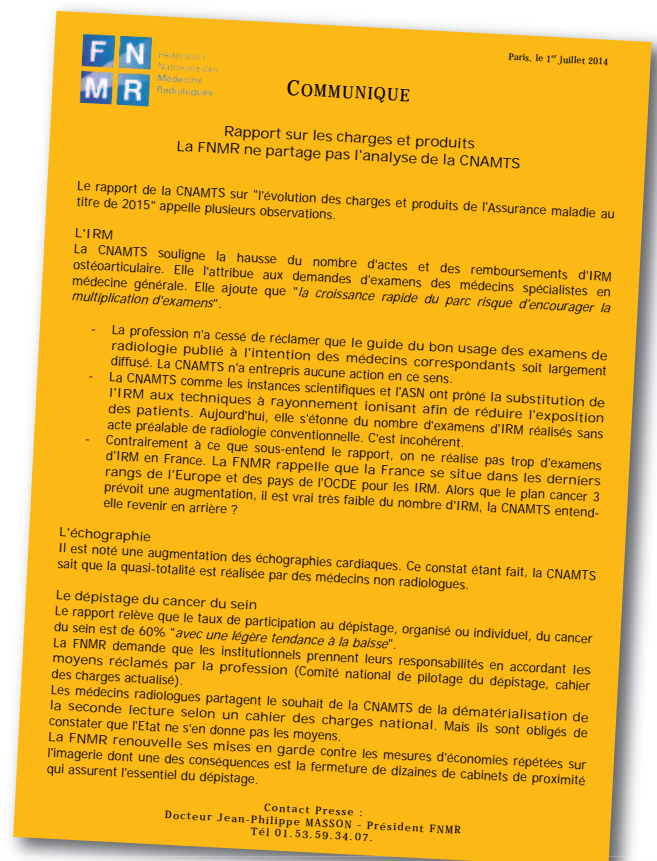 FN
MR
Fédération
Nationale des
Médecins
Radiologues
Paris, le 1er juillet 2014
COMMUNIQUE
Rapport sur les charges et produits
La FNMR ne partage pas l'analyse de la CNAMTS
Le rapport de la CNAMTS sur "l'évolution des charges et produits de l'Assurance maladie au
titre de 2015" appelle plusieurs observations.
L'IRM
La CNAMTS souligne la hausse du nombre d'actes et des remboursements d'IRM
ostéoarticulaire. Elle l'attribue aux demandes d'examens des médecins spécialistes en
médecine générale. Elle ajoute que "la croissance rapide du parc risque d'encourager la
multiplication d'examens".
- La profession n'a cessé de réclamer que le guide du bon usage des examens de
radiologie publié à l'intention des médecins correspondants soit largement
diffusé. La CNAMTS n'a entrepris aucune action en ce sens.
- La CNAMTS comme les instances scientifiques et l'ASN ont prôné la substitution de
l'IRM aux techniques à rayonnement ionisant afin de réduire l'exposition
des patients. Aujourd'hui, elle s'étonne du nombre d'examens d'IRM réalisés sans
acte préalable de radiologie conventionnelle. C'est incohérent.
- Contrairement à ce que sous-entend le rapport, on ne réalise pas trop d'examens
d'IRM en France. La FNMR rappelle que la France se situe dans les derniers
rangs de l'Europe et des pays de l'OCDE pour les IRM. Alors que le plan cancer 3
prévoit une augmentation, il est vrai très faible du nombre d'IRM, la CNAMTS entend-
elle revenir en arrière ?
L'échographie
Il est noté une augmentation des échographies cardiaques. Ce constat étant fait, la CNAMTS
sait que la quasi-totalité est réalisée par des médecins non radiologues.
Le dépistage du cancer du sein
Le rapport relève que le taux de participation au dépistage, organisé ou individuel, du cancer
du sein est de 60% "avec une légère tendance à la baisse".
La FNMR demande que les institutionnels prennent leurs responsabilités en accordant les
moyens réclamés par la profession (Comité national de pilotage du dépistage, cahier
des charges actualisé).
Les médecins radiologues partagent le souhait de la CNAMTS de la dématérialisation de
la seconde lecture selon un cahier des charges national. Mais ils sont obligés de
constater que l'Etat ne s'en donne pas les moyens.
La FNMR renouvelle ses mises en garde contre les mesures d'économies répétées sur
l'imagerie dont une des conséquences est la fermeture de dizaines de cabinets de proximité
qui assurent l'essentiel du dépistage.
Contact Presse :
Docteur Jean-Philippe MASSON - Président FNMR
Tél 01.53.59.34.07.